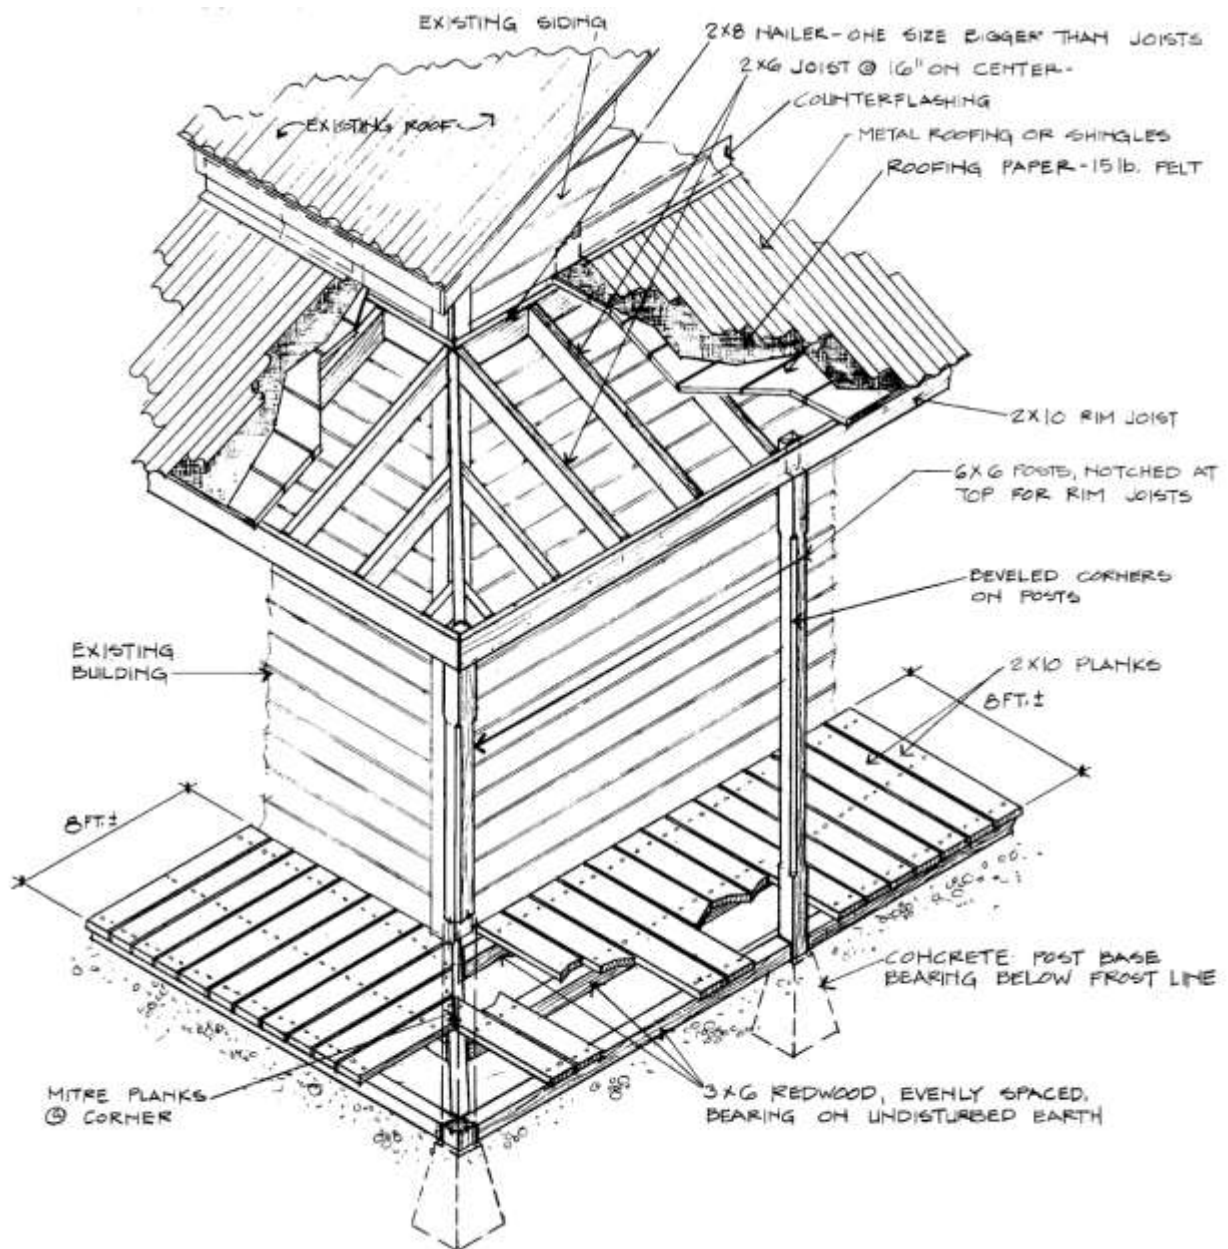 EXISTING SIDING
2X8 NAILER-ONE SIZE BIGGER THAN JOISTS
2X6 JOIST @ 16" ON CENTER-
COUNTERFLASHING
EXISTING ROOF
METAL ROOFING OR SHINGLES
ROOFING PAPER-15lb. FELT
2X10 RIM JOIST
6X6 POSTS, NOTCHED AT
TOP FOR RIM JOISTS
BEVELED CORNERS
ON POSTS
EXISTING
BUILDING
2X10 PLANKS
8FT.±
8FT.±
CONCRETE POST BASE
BEARING BELOW FROST LINE
MITRE PLANKS
@ CORNER
3X6 REDWOOD, EVENLY SPACED,
BEARING ON UNDISTURBED EARTH